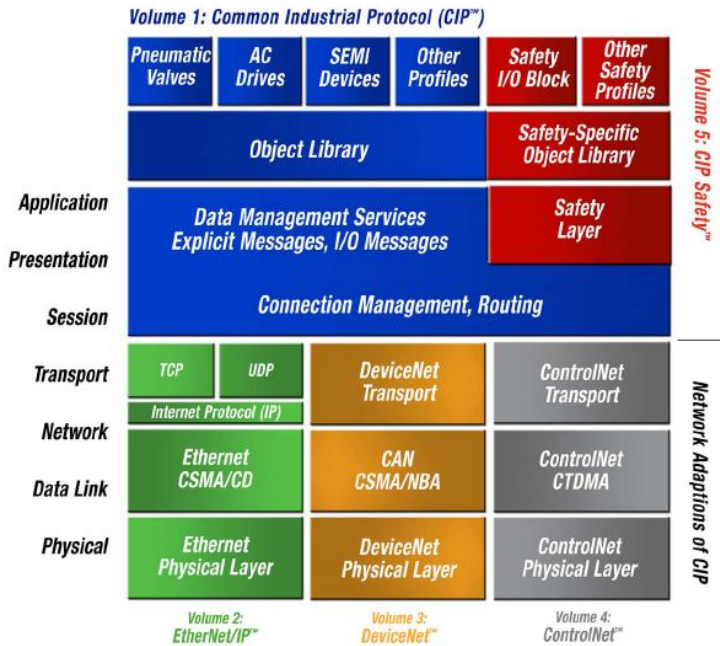 Volume 1: Common Industrial Protocol (CIP™)
Pneumatic
Valves
AC
Drives
SEMI
Devices
Other
Profiles
Safety
I/O Block
Other
Safety
Profiles
Object Library
Safety-Specific
Object Library
Volume 5: CIP Safety™
Application
Presentation
Session
Data Management Services
Explicit Messages, I/O Messages
Safety
Layer
Connection Management, Routing
Transport
Network
Data Link
Physical
TCP
UDP
Internet Protocol (IP)
DeviceNet
Transport
ControlNet
Transport
Ethernet
CSMA/CD
CAN
CSMA/NBA
ControlNet
CTDMA
Ethernet
Physical Layer
DeviceNet
Physical Layer
ControlNet
Physical Layer
Network Adaptions of CIP
Volume 2:
EtherNet/IP™
Volume 3:
DeviceNet™
Volume 4:
ControlNet™